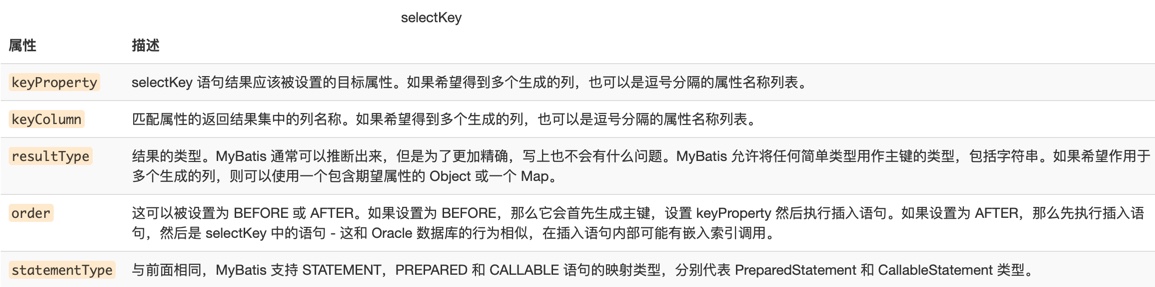 selectKey
属性 描述
keyProperty selectKey 语句结果应该被设置的目标属性。如果希望得到多个生成的列，也可以是逗号分隔的属性名称列表。
keyColumn 匹配属性的返回结果集中的列名称。如果希望得到多个生成的列，也可以是逗号分隔的属性名称列表。
resultType 结果的类型。MyBatis 通常可以推断出来，但是为了更加精确，写上也不会有什么问题。MyBatis 允许将任何简单类型用作主键的类型，包括字符串。如果希望作用于
多个生成的列，则可以使用一个包含期望属性的 Object 或一个 Map。
order 这可以被设置为 BEFORE 或 AFTER。如果设置为 BEFORE，那么它会首先生成主键，设置 keyProperty 然后执行插入语句。如果设置为 AFTER，那么先执行插入语
句，然后是 selectKey 中的语句 - 这和 Oracle 数据库的行为相似，在插入语句内部可能有嵌入索引调用。
statementType 与前面相同，MyBatis 支持 STATEMENT，PREPARED 和 CALLABLE 语句的映射类型，分别代表 PreparedStatement 和 CallableStatement 类型。